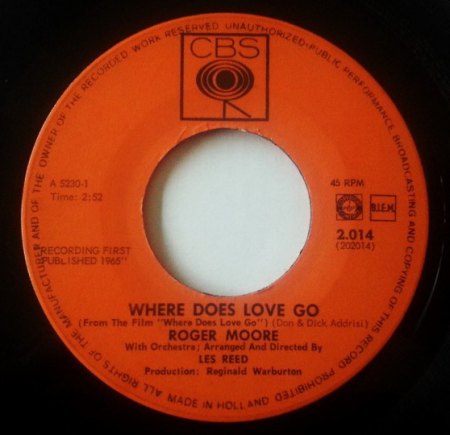 ALL RIGHTS OF THE MANUFACTURER AND OF THE OWNER OF THE RECORDED WORK RESERVED UNAUTHORIZED·PUBLIC PERFORMANCE BROADCASTING AND COPYING OF THIS RECORD PROHIBITED AND MADE IN HOLLAND
CBS
A 5230-1
Time: 2:52
45 RPM
B.I.E.M.
2.014
(202014)
RECORDING FIRST
PUBLISHED 1965"
WHERE DOES LOVE GO
(From The Film "Where Does Love Go") (Don & Dick Addrisi)
ROGER MOORE
With Orchestra; Arranged And Directed By
LES REED
Production: Reginald Warburton